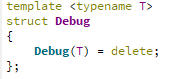 template <typename T>
struct Debug
{
    Debug(T) = delete;
};